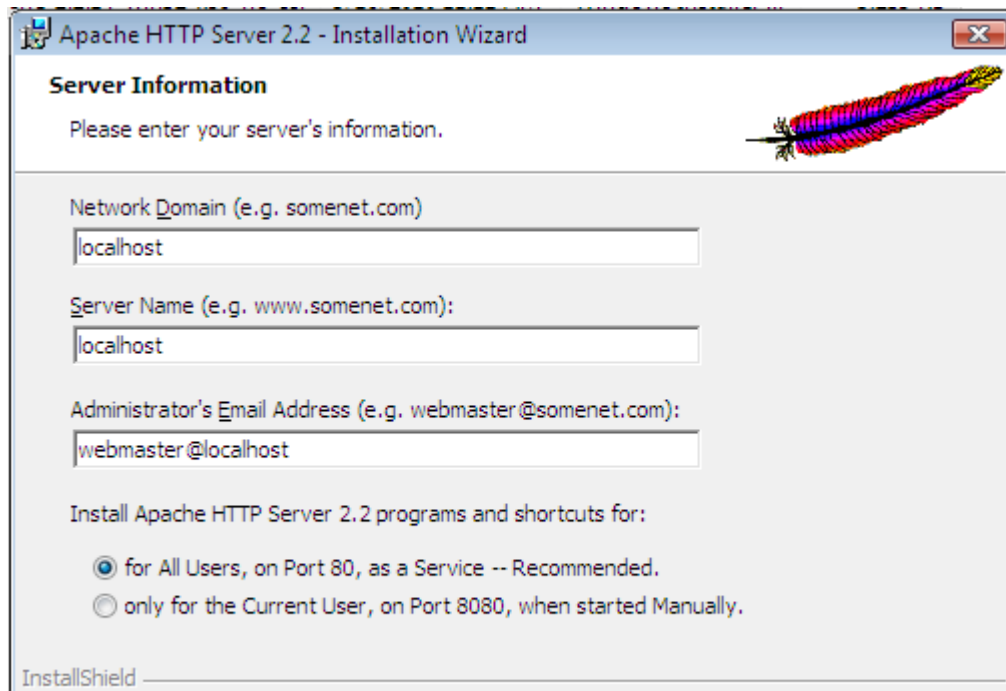 Apache HTTP Server 2.2 - Installation Wizard
Server Information
Please enter your server's information.
Network Domain (e.g. somenet.com)
localhost
Server Name (e.g. www.somenet.com):
localhost
Administrator's Email Address (e.g. webmaster@somenet.com):
webmaster@localhost
Install Apache HTTP Server 2.2 programs and shortcuts for:
for All Users, on Port 80, as a Service -- Recommended.
only for the Current User, on Port 8080, when started Manually.
InstallShield